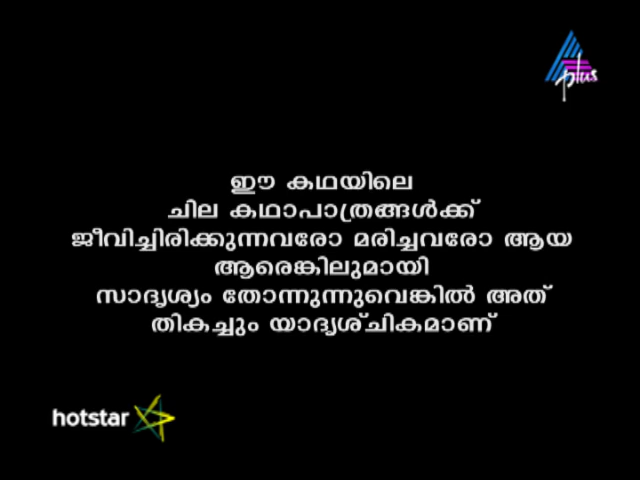 plus
ഈ കഥയിലെ
ചില കഥാപാത്രങ്ങൾക്ക്
ജീവിച്ചിരിക്കുന്നവരോ മരിച്ചവരോ ആയ
ആരെങ്കിലുമായി
സാദൃശ്യം തോന്നുന്നുവെങ്കിൽ അത്
തികച്ചും യാദൃശ്ചികമാണ്
hotstar